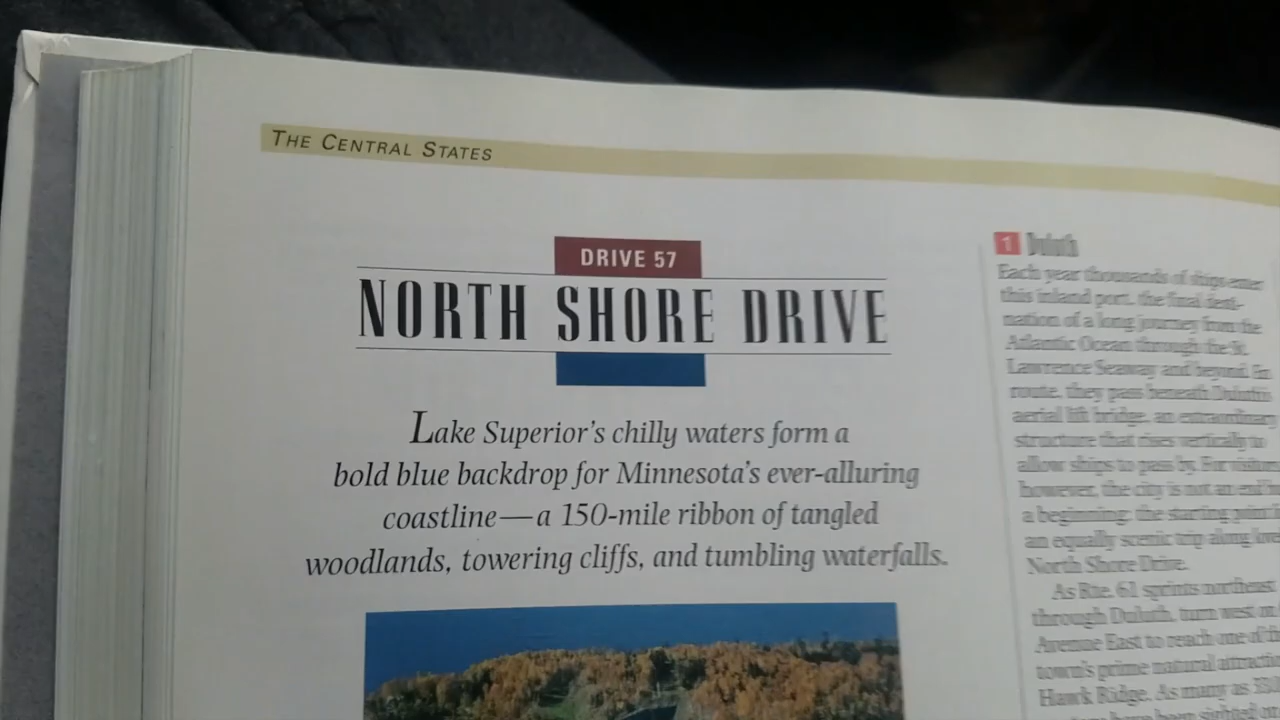 THE CENTRAL STATES
DRIVE 57
NORTH SHORE DRIVE
Lake Superior's chilly waters form a
bold blue backdrop for Minnesota's ever-alluring
coastline—a 150-mile ribbon of tangled
woodlands, towering cliffs, and tumbling waterfalls.
1 Duluth
Each year thousands of ships enter
this inland port, the final desti-
nation of a long journey from the
Atlantic Ocean through the St.
Lawrence Seaway and beyond. En
route, they pass beneath Duluth's
aerial lift bridge, an extraordinary
structure that rises vertically to
allow ships to pass by. For visitors
however, the city is not an end
a beginning: the starting point
an equally scenic trip along
North Shore Drive.
As Rte. 61 sprints northeast
through Duluth, turn west on
Avenue East to reach one of
town's prime natural
Hawk Ridge. As many as
been sighted